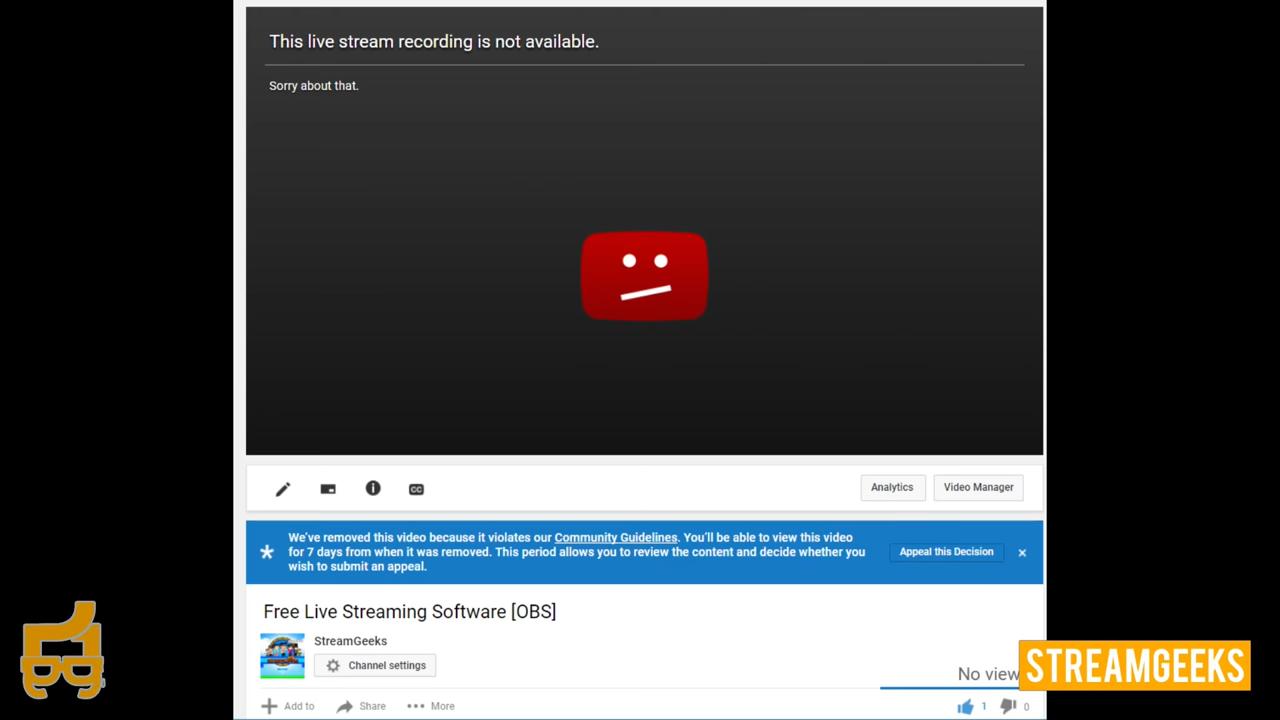 This live stream recording is not available.
Sorry about that.
CC
Analytics
Video Manager
We've removed this video because it violates our Community Guidelines. You'll be able to view this video
for 7 days from when it was removed. This period allows you to review the content and decide whether you
wish to submit an appeal.
Appeal this Decision
Free Live Streaming Software [OBS]
StreamGeeks
Channel settings
No view
STREAMGEEKS
Add to
Share
More
1
0